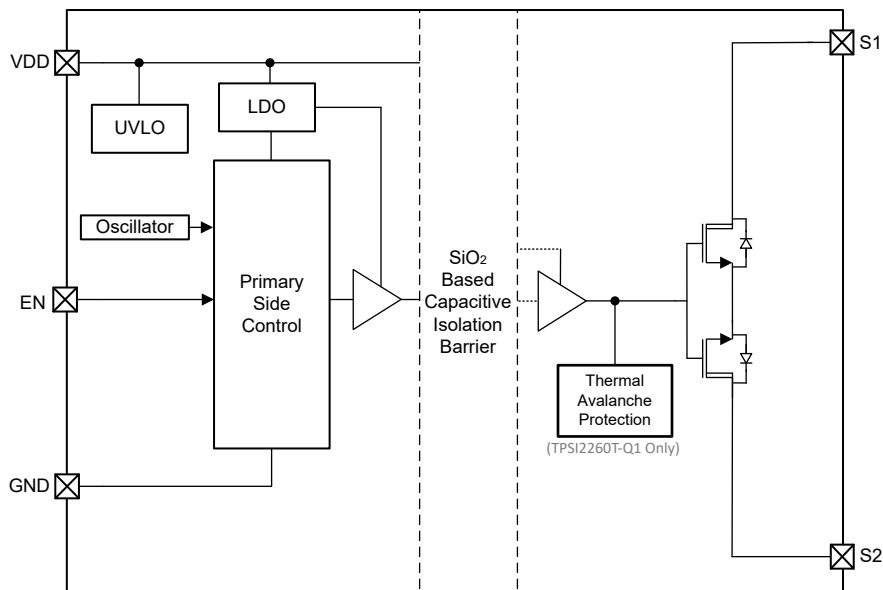 VDD
S1
LDO
UVLO
Oscillator
EN
Primary
Side
Control
SiO₂
Based
Capacitive
Isolation
Barrier
Thermal
Avalanche
Protection
(TPSI2260T-Q1 Only)
GND
S2